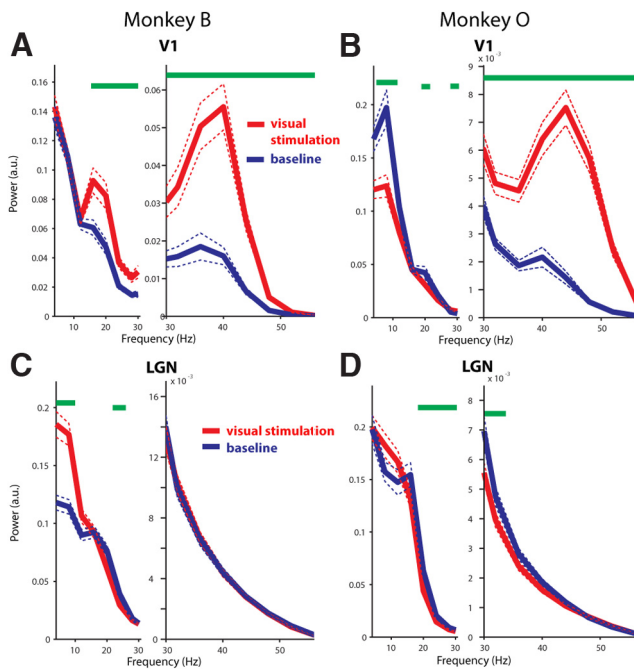 Monkey B
Monkey O
A
V1
0.16
0.14
0.12
0.1
0.08
0.06
0.04
0.02
0
Power (a.u.)
10 20 30
0.06
0.05
0.04
0.03
0.02
0.01
0
30 40 50
visual
stimulation
baseline
Frequency (Hz)
B
V1
0.2
0.15
0.1
0.05
0
10 20 30
x 10 -3
9
8
7
6
5
4
3
2
1
0
30 40 50
Frequency (Hz)
C
LGN
0.2
0.15
0.1
0.05
0
Power (a.u.)
10 20 30
x 10 -3
16
12
8
4
0
30 40 50
visual stimulation
baseline
Frequency (Hz)
D
LGN
0.2
0.15
0.1
0.05
0
10 20 30
x 10 -3
8
7
6
5
4
3
2
1
0
30 40 50
Frequency (Hz)